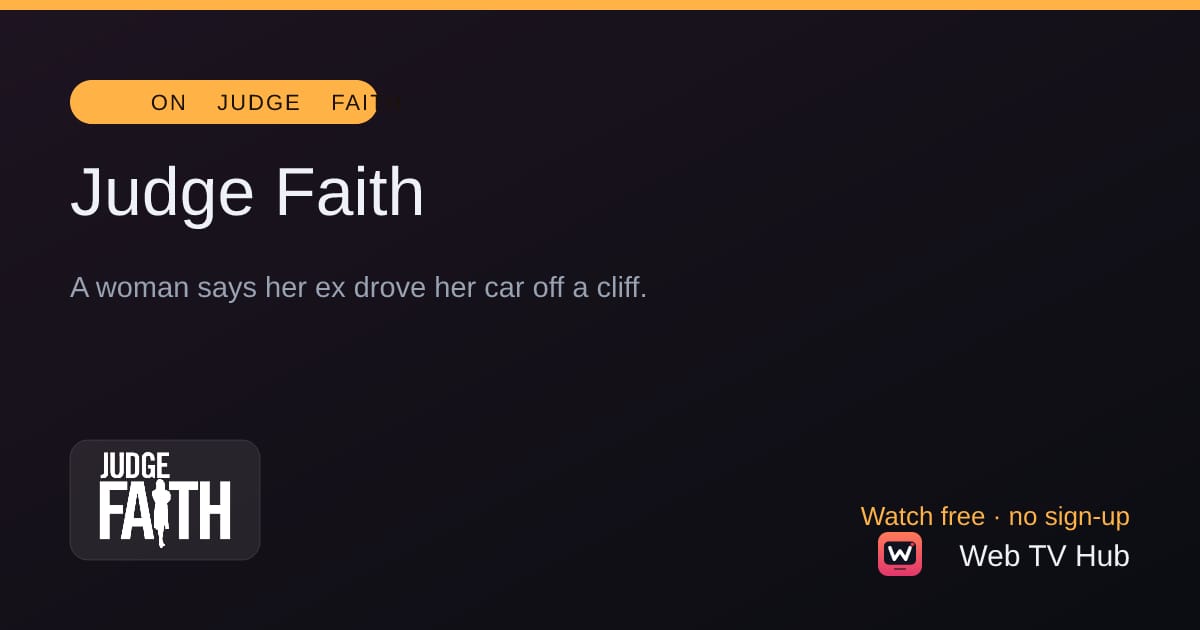 ON JUDGE FAITH
Judge Faith
A woman says her ex drove her car off a cliff.
JUDGE
FAITH
Watch free · no sign-up
W
Web TV Hub